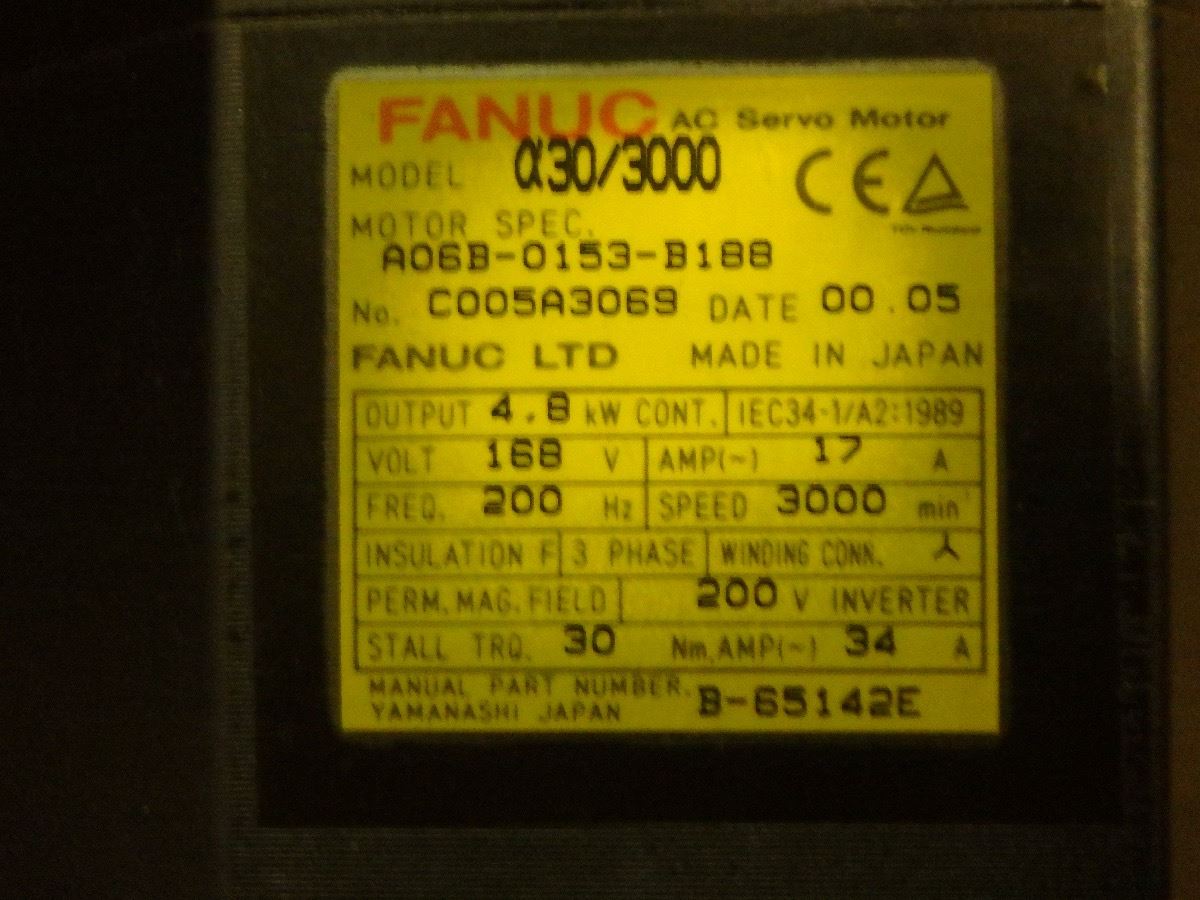 FANUC AC Servo Motor
MODEL α30/3000 CE
MOTOR SPEC.
A06B-0153-B188
No. C005A3069 DATE 00.05
FANUC LTD MADE IN JAPAN
OUTPUT 4.8 kW CONT. IEC34-1/A2:1989
VOLT 168 V AMP(~) 17 A
FREQ. 200 Hz SPEED 3000 min
INSULATION F 3 PHASE WINDING CONN. ⅄
PERM. MAG. FIELD 200 V INVERTER
STALL TRQ. 30 Nm, AMP(~) 34 A
MANUAL PART NUMBER.
YAMANASHI JAPAN B-65142E